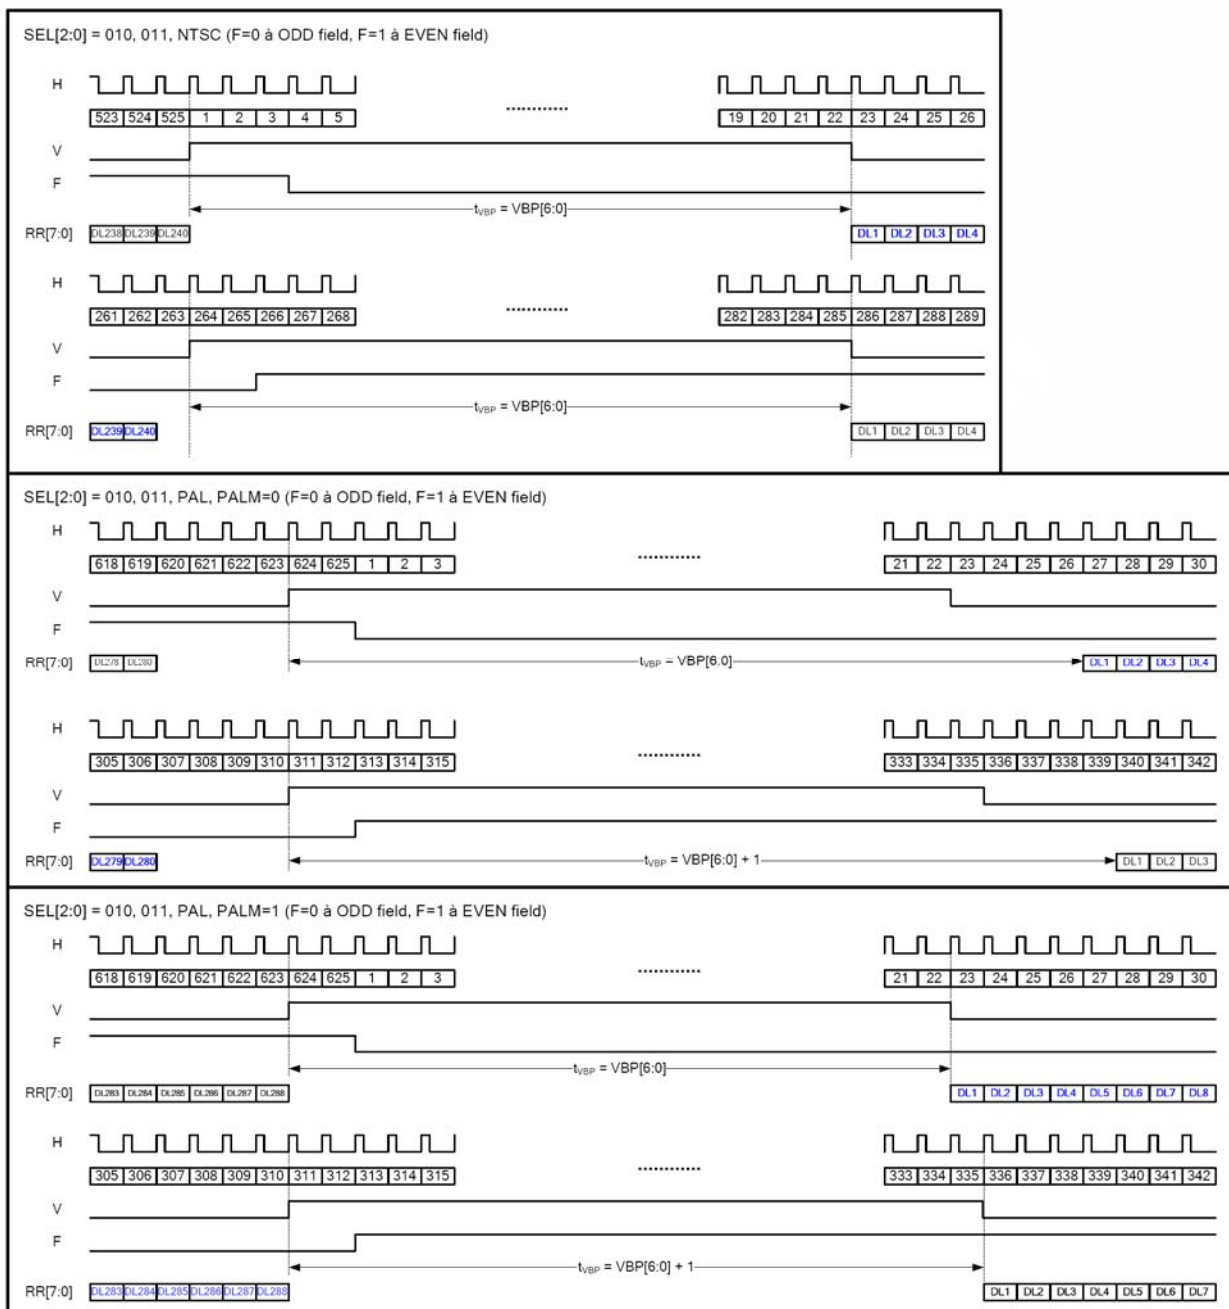 SEL[2:0] = 010, 011, NTSC (F=0 à ODD field, F=1 à EVEN field)
H
523 524 525 1 2 3 4 5 ............ 19 20 21 22 23 24 25 26
V
F
tVBP = VBP[6:0]
RR[7:0] DL238 DL239 DL240 DL1 DL2 DL3 DL4
H
261 262 263 264 265 266 267 268 ............ 282 283 284 285 286 287 288 289
V
F
tVBP = VBP[6:0]
RR[7:0] DL239 DL240 DL1 DL2 DL3 DL4
SEL[2:0] = 010, 011, PAL, PALM=0 (F=0 à ODD field, F=1 à EVEN field)
H
618 619 620 621 622 623 624 625 1 2 3 ............ 21 22 23 24 25 26 27 28 29 30
V
F
RR[7:0] DL278 DL280 tVBP = VBP[6.0] DL1 DL2 DL3 DL4
H
305 306 307 308 309 310 311 312 313 314 315 ............ 333 334 335 336 337 338 339 340 341 342
V
F
RR[7:0] DL279 DL280 tVBP = VBP[6:0] + 1 DL1 DL2 DL3
SEL[2:0] = 010, 011, PAL, PALM=1 (F=0 à ODD field, F=1 à EVEN field)
H
618 619 620 621 622 623 624 625 1 2 3 ............ 21 22 23 24 25 26 27 28 29 30
V
F
tVBP = VBP[6:0]
RR[7:0] DL283 DL284 DL285 DL286 DL287 DL288 DL1 DL2 DL3 DL4 DL5 DL6 DL7 DL8
H
305 306 307 308 309 310 311 312 313 314 315 ............ 333 334 335 336 337 338 339 340 341 342
V
F
tVBP = VBP[6:0] + 1
RR[7:0] DL283 DL284 DL285 DL286 DL287 DL288 DL1 DL2 DL3 DL4 DL5 DL6 DL7